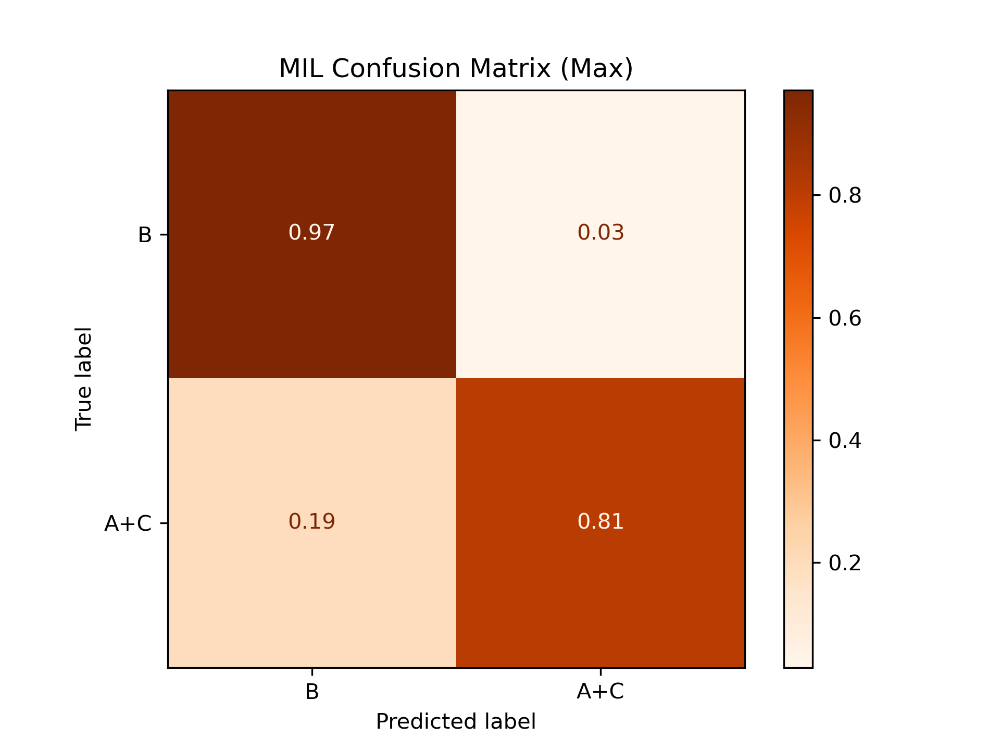 MIL Confusion Matrix (Max)
B
0.97
0.03
0.8
0.6
True label
0.4
A+C
0.19
0.81
0.2
B
A+C
Predicted label